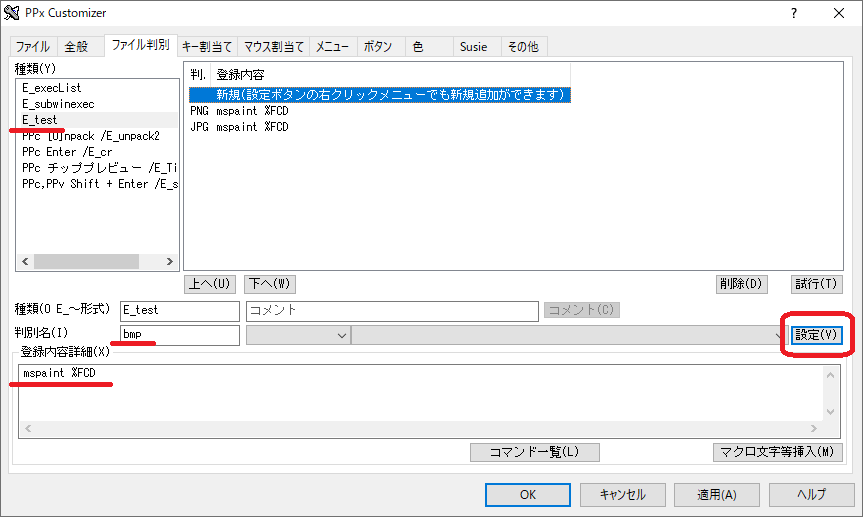 PPx Customizer
ファイル 全般 ファイル判別 キー割当て マウス割当て メニュー ボタン 色 Susie その他
種類(Y)
E_execList
E_subwinexec
E_test
PPc [U]npack /E_unpack2
PPc Enter /E_cr
PPc チッププレビュー /E_Ti
PPc,PPv Shift + Enter /E_s
判. 登録内容
新規(設定ボタンの右クリックメニューでも新規追加ができます)
PNG mspaint %FCD
JPG mspaint %FCD
上へ(U) 下へ(W) 削除(D) 試行(T)
種類(O E_～形式) E_test コメント コメント(C)
判別名(I) bmp 設定(V)
登録内容詳細(X)
mspaint %FCD
コマンド一覧(L) マクロ文字等挿入(M)
OK キャンセル 適用(A) ヘルプ